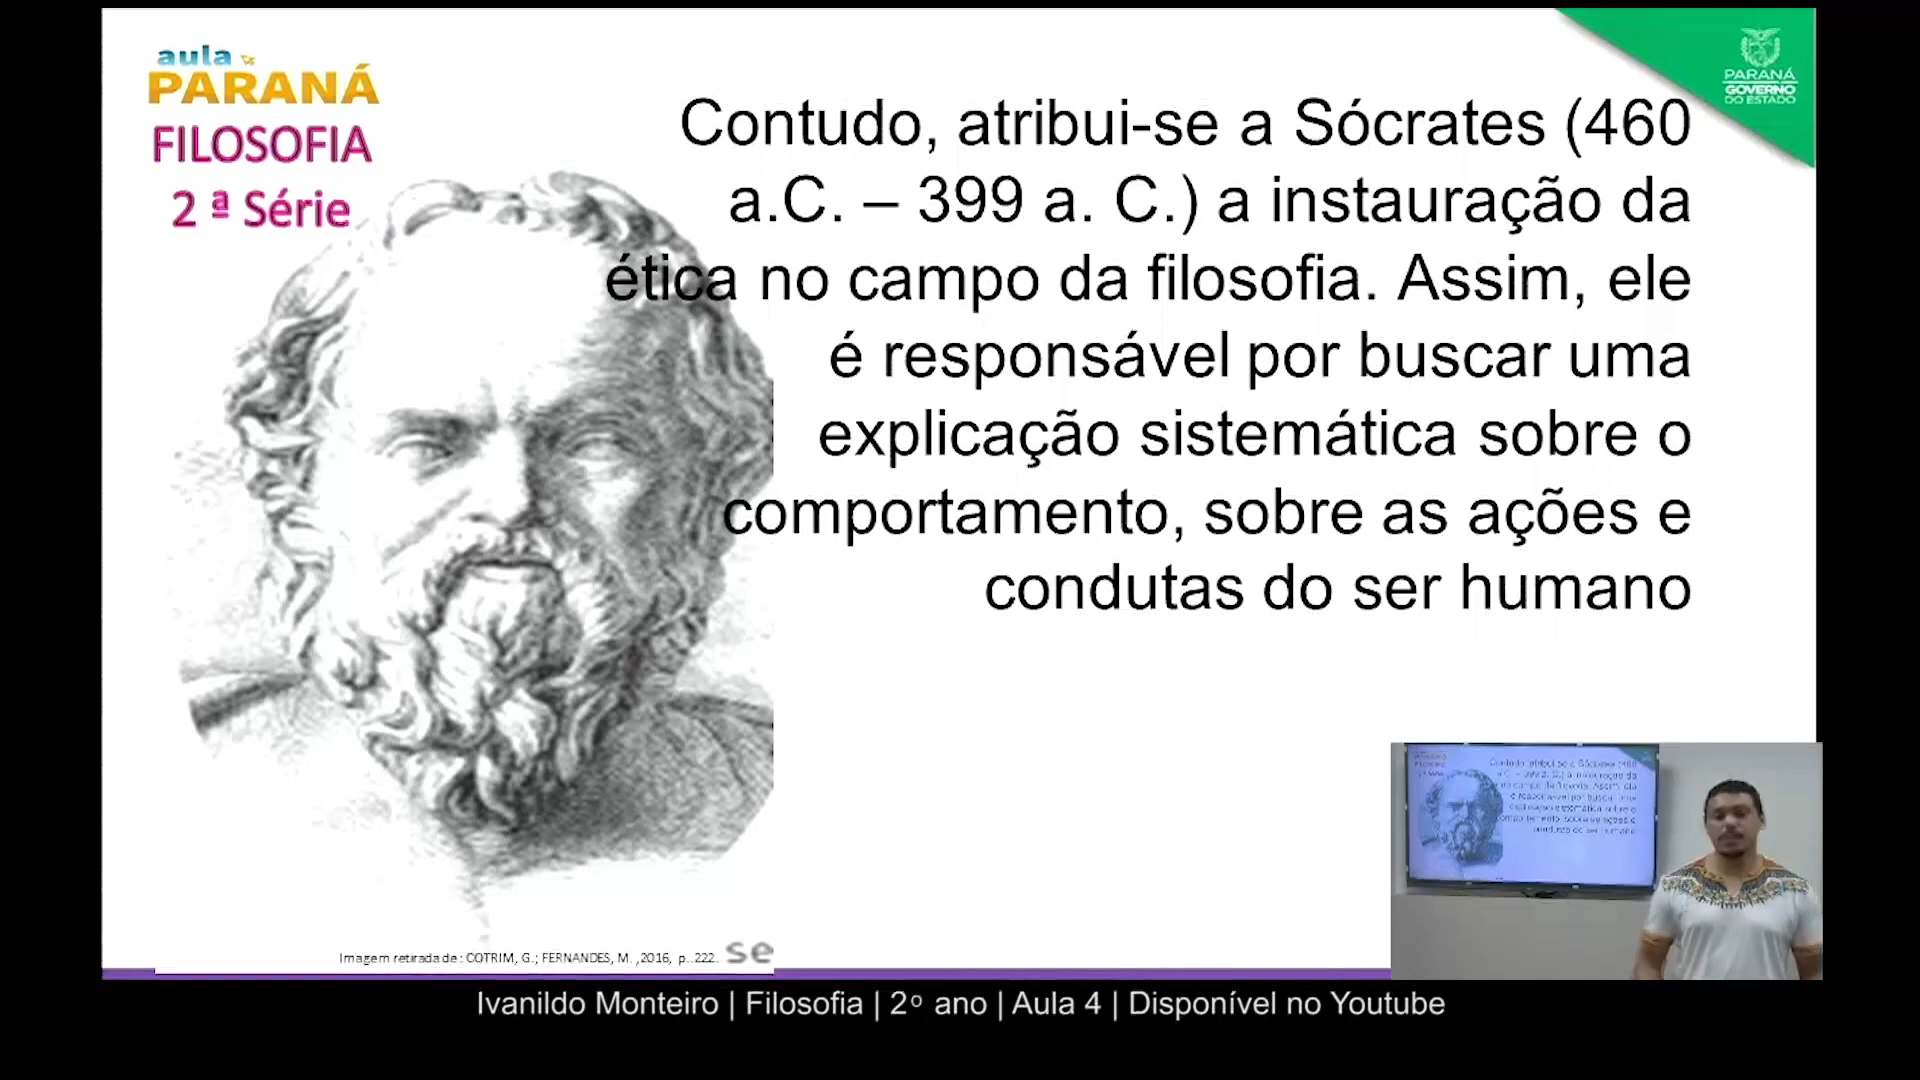 aula
PARANÁ
FILOSOFIA
2 ª Série
PARANÁ
GOVERNO
DO ESTADO
Contudo, atribui-se a Sócrates (460
a.C. – 399 a. C.) a instauração da
ética no campo da filosofia. Assim, ele
é responsável por buscar uma
explicação sistemática sobre o
comportamento, sobre as ações e
condutas do ser humano
Imagem retirada de: COTRIM, G.; FERNANDES, M. ,2016, p..222.
se
Ivanildo Monteiro | Filosofia | 2º ano | Aula 4 | Disponível no Youtube